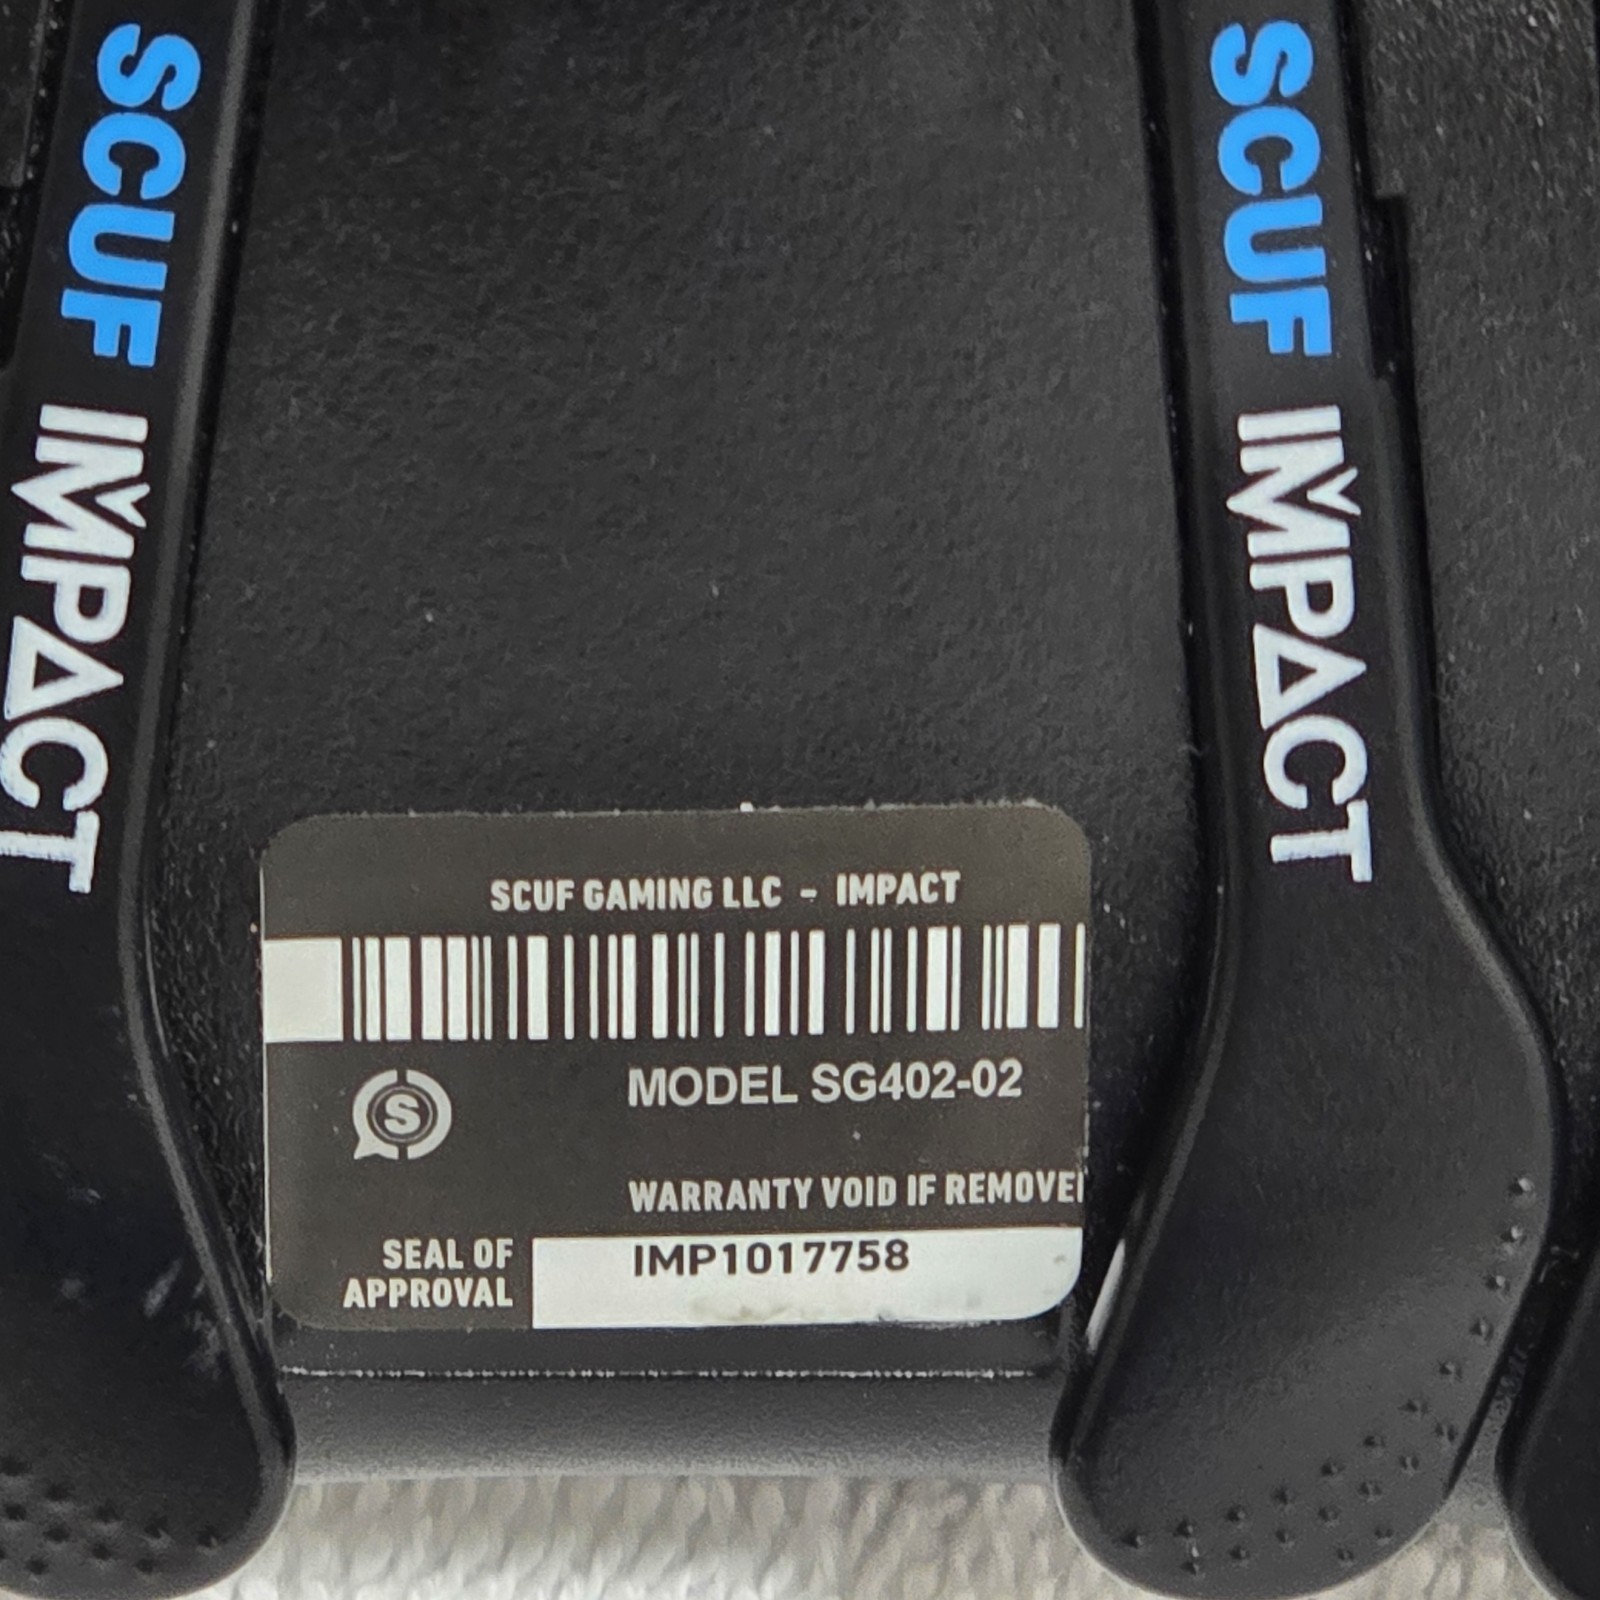 SCUF IMPACT
SCUF IMPACT
SCUF GAMING LLC - IMPACT
S
MODEL SG402-02
WARRANTY VOID IF REMOVE
SEAL OF
APPROVAL
IMP1017758